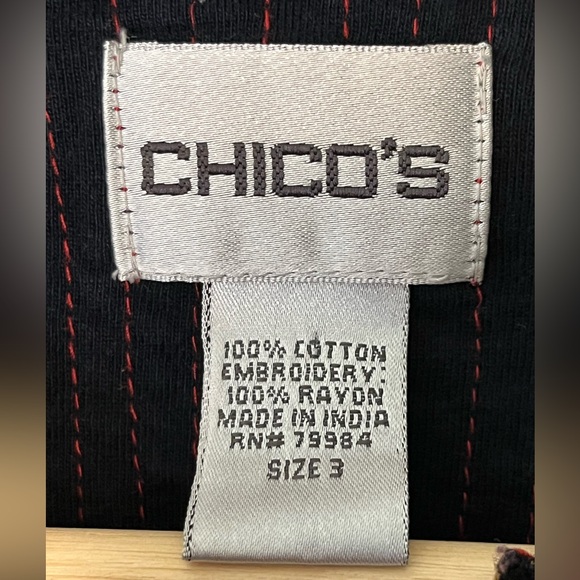 CHICO'S
100% COTTON
EMBROIDERY:
100% RAYON
MADE IN INDIA
RN# 79984
SIZE 3